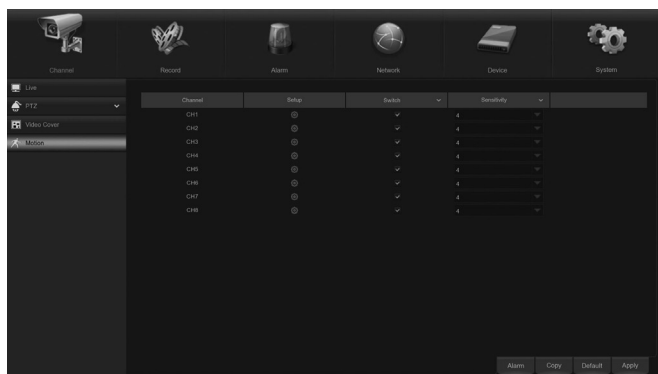 Channel Record Alarm Network Device System
Live
PTZ
Video Cover
Motion
Channel Setup Switch Sensitivity
CH1 4
CH2 4
CH3 4
CH4 4
CH5 4
CH6 4
CH7 4
CH8 4
Alarm Copy Default Apply